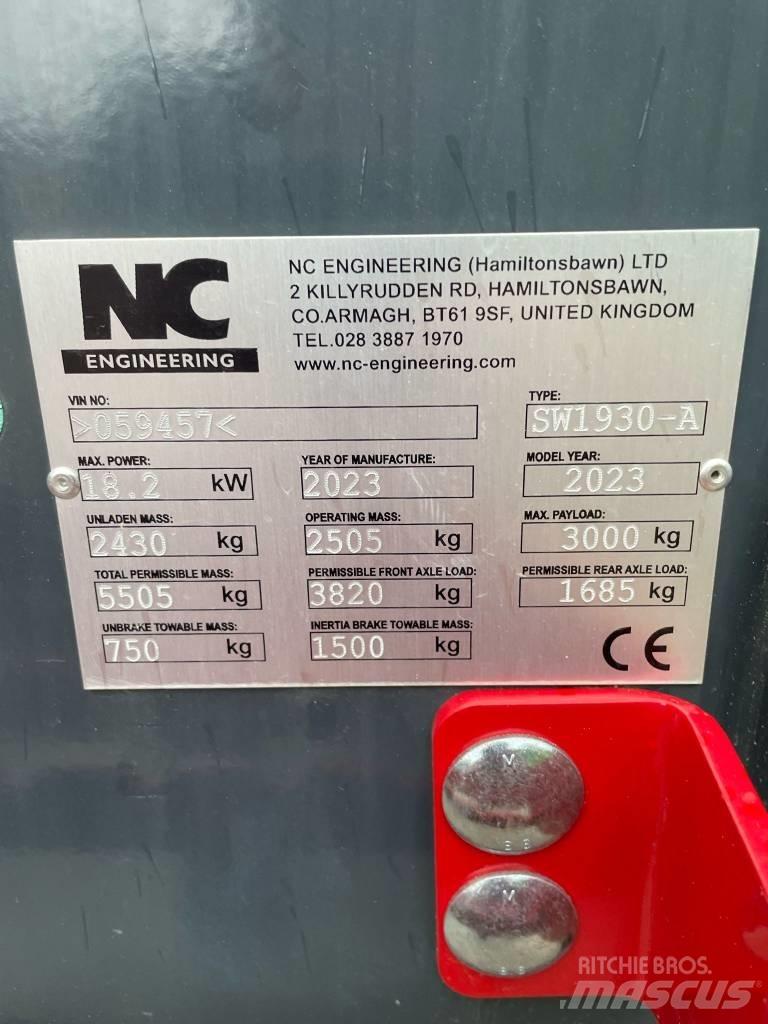 NC
ENGINEERING
NC ENGINEERING (Hamiltonsbawn) LTD
2 KILLYRUDDEN RD, HAMILTONSBAWN,
CO.ARMAGH, BT61 9SF, UNITED KINGDOM
TEL.028 3887 1970
www.nc-engineering.com
VIN NO: TYPE:
>059457< SW1930-A
MAX. POWER: YEAR OF MANUFACTURE: MODEL YEAR:
18.2 kW 2023 2023
UNLADEN MASS: OPERATING MASS: MAX. PAYLOAD:
2430 kg 2505 kg 3000 kg
TOTAL PERMISSIBLE MASS: PERMISSIBLE FRONT AXLE LOAD: PERMISSIBLE REAR AXLE LOAD:
5505 kg 3820 kg 1685 kg
UNBRAKE TOWABLE MASS: INERTIA BRAKE TOWABLE MASS:
750 kg 1500 kg
CE
M
8 8
M
8 8
RITCHIE BROS.
MASCUS